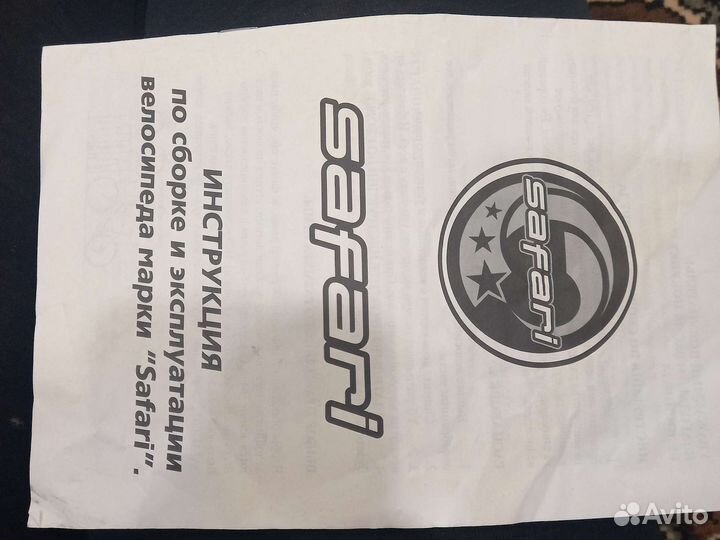 safari
safari
ИНСТРУКЦИЯ
по сборке и эксплуатации
велосипеда марки "Safari".
Avito